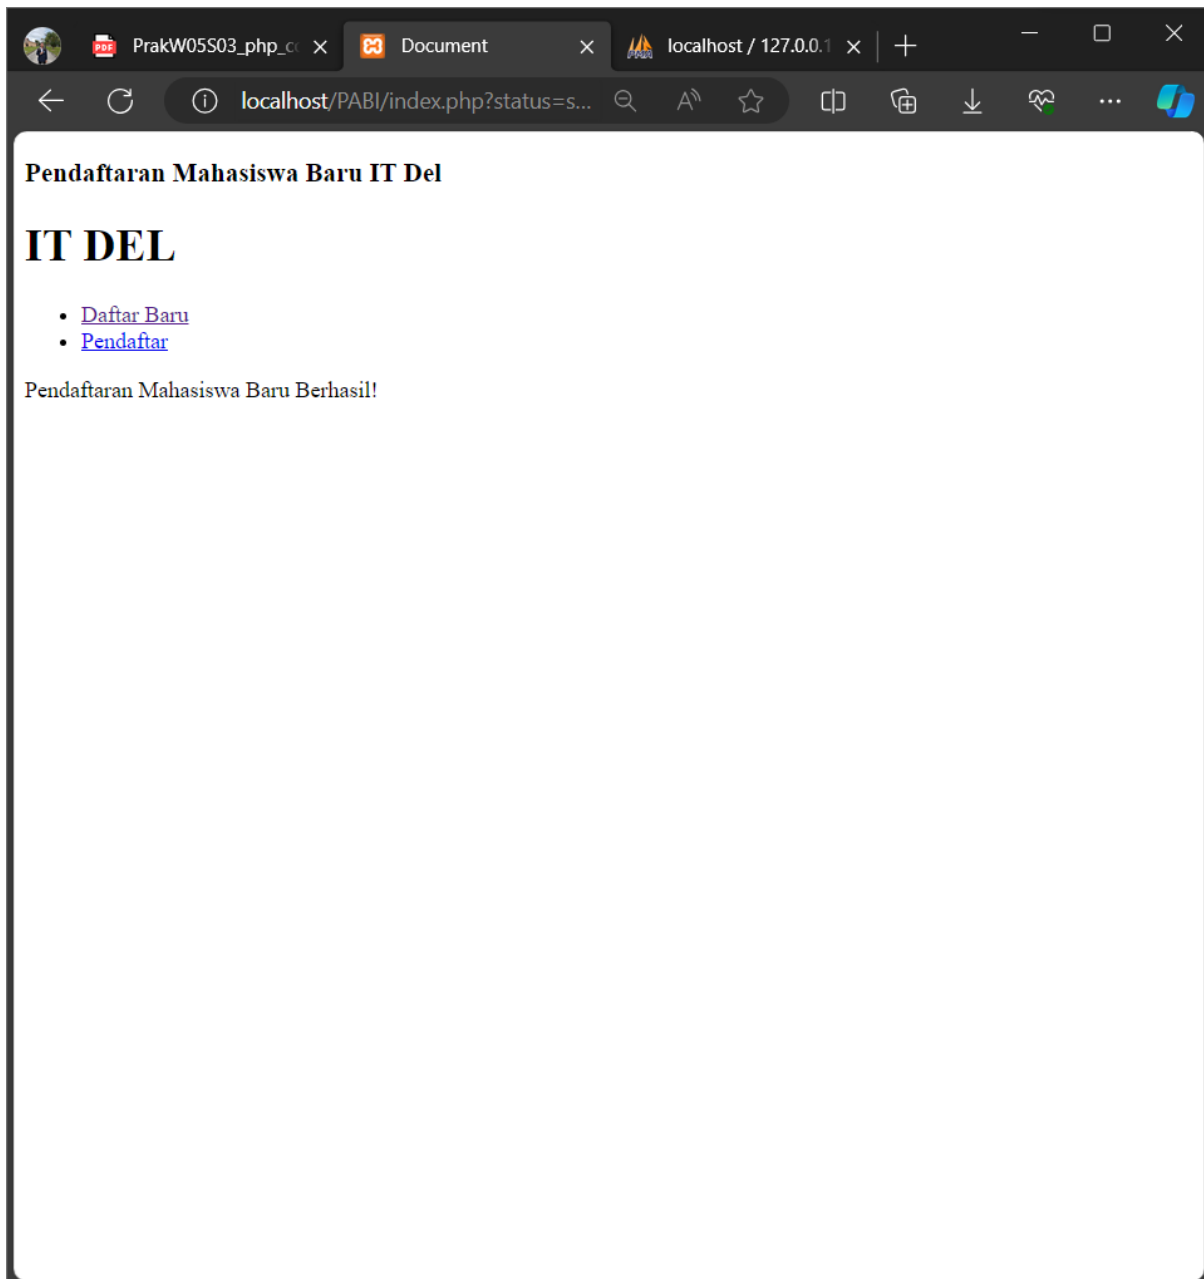 PrakW05S03_php_c
Document
localhost / 127.0.0.1
localhost/PABI/index.php?status=s...
Pendaftaran Mahasiswa Baru IT Del
IT DEL
Daftar Baru
Pendaftar
Pendaftaran Mahasiswa Baru Berhasil!